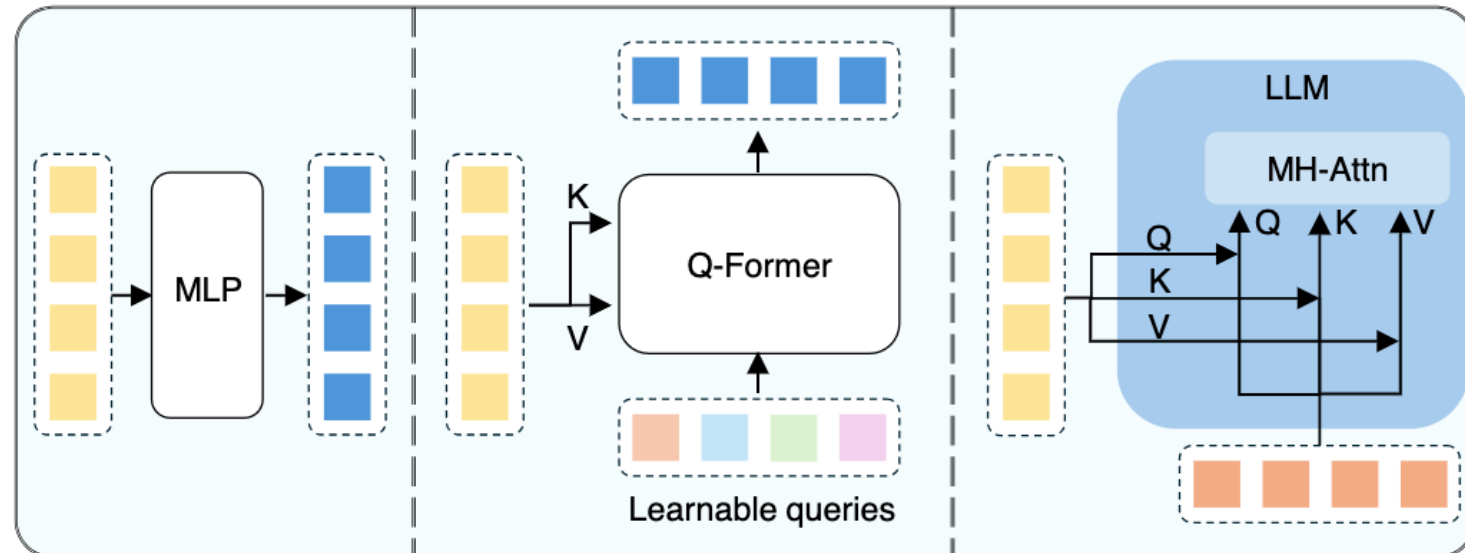 MLP
K
V
Q-Former
Learnable queries
LLM
MH-Attn
Q
K
V
Q
K
V